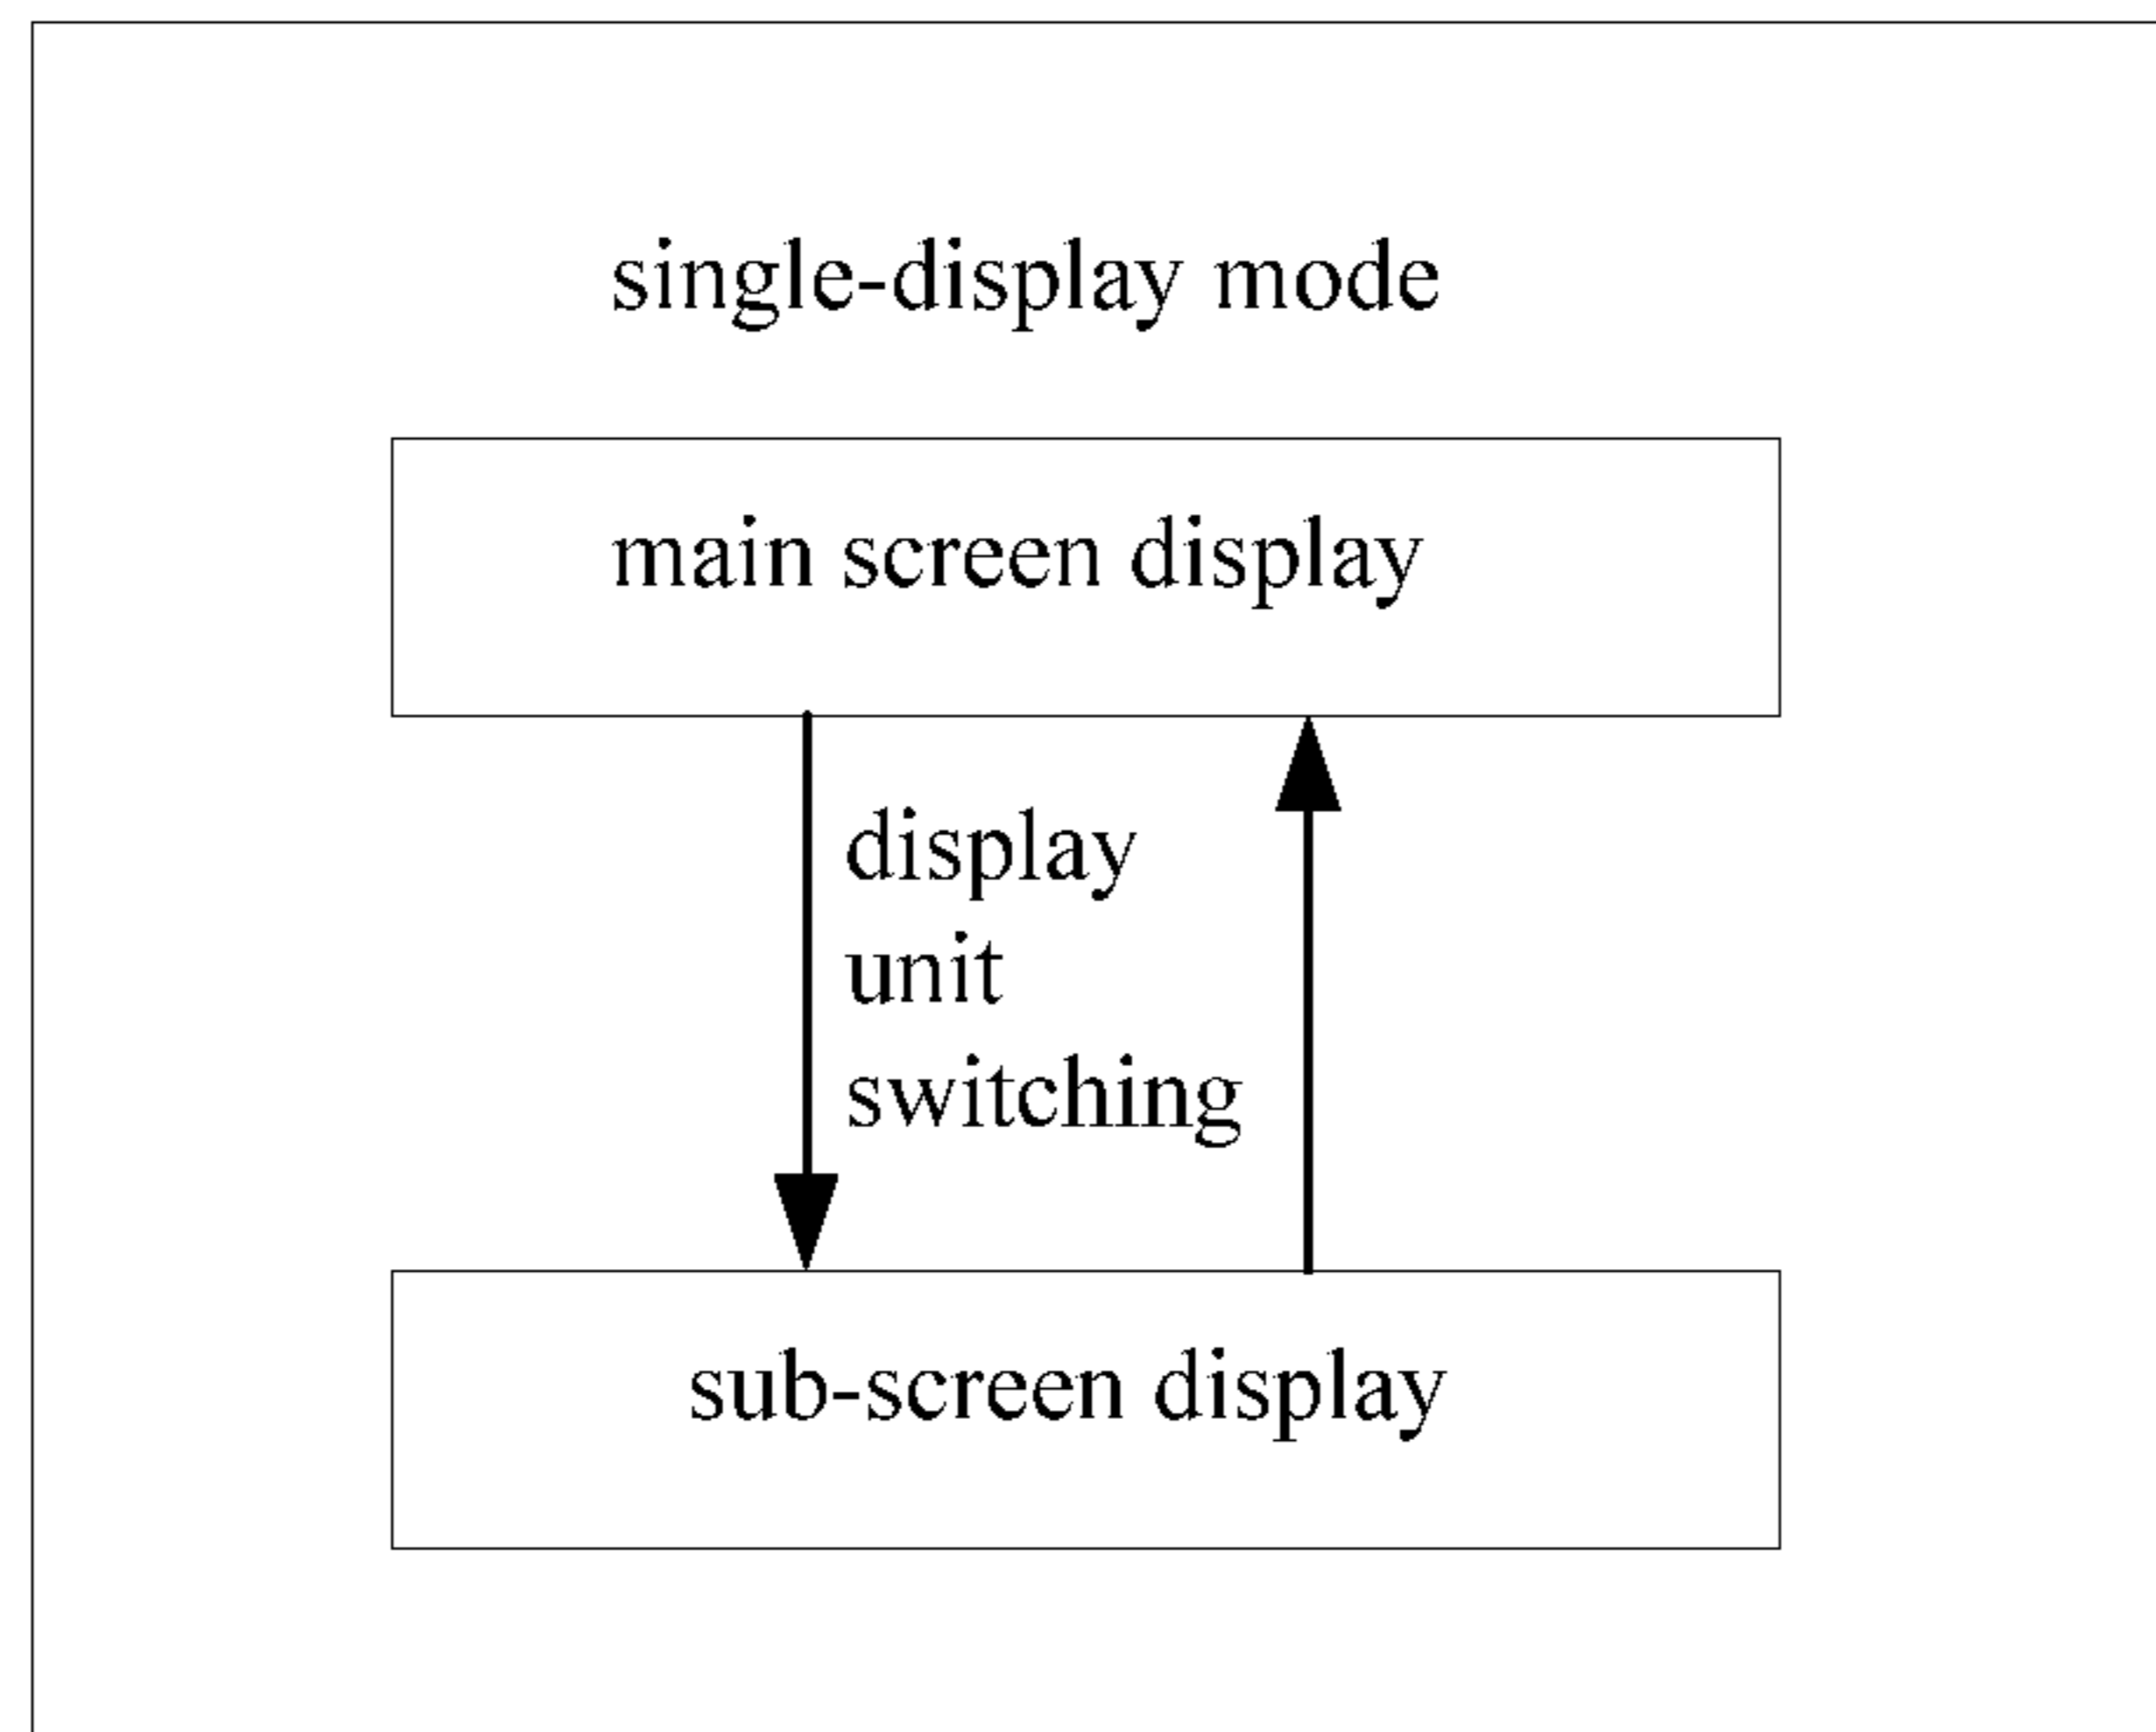 single-display mode
main screen display
display
unit
switching
sub-screen display